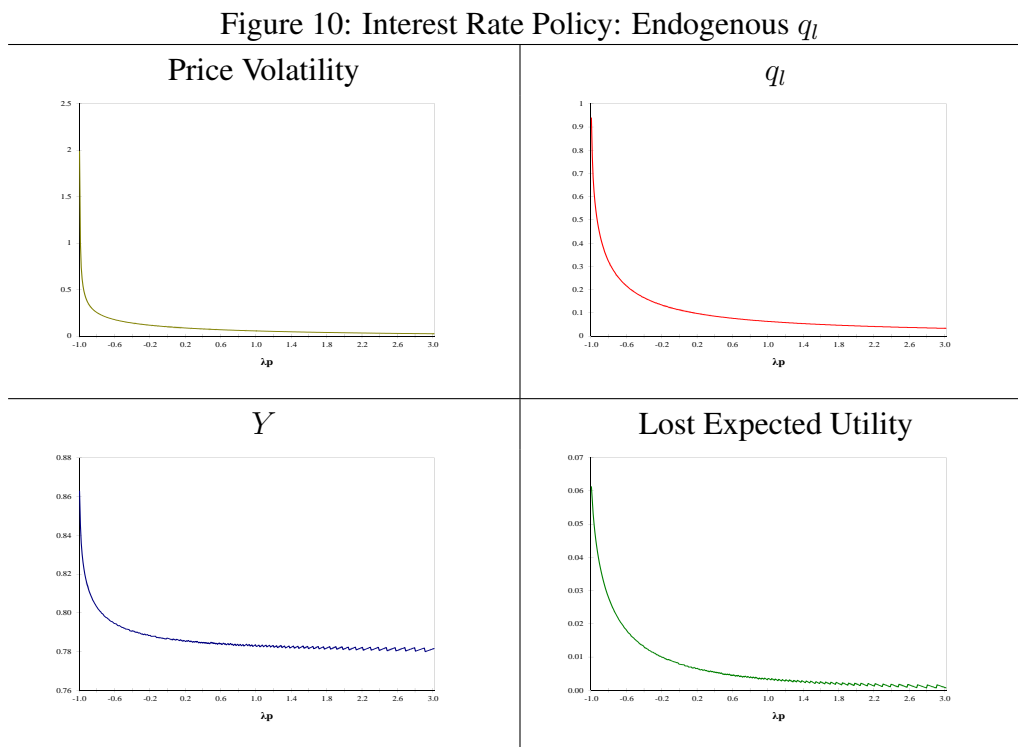 Figure 10: Interest Rate Policy: Endogenous q_l
Price Volatility
2.5
2
1.5
1
0.5
0
-1.0 -0.6 -0.2 0.2 0.6 1.0 1.4 1.8 2.2 2.6 3.0
λp
q_l
1
0.9
0.8
0.7
0.6
0.5
0.4
0.3
0.2
0.1
0
-1.0 -0.6 -0.2 0.2 0.6 1.0 1.4 1.8 2.2 2.6 3.0
λp
Y
0.88
0.86
0.84
0.82
0.80
0.78
0.76
-1.0 -0.6 -0.2 0.2 0.6 1.0 1.4 1.8 2.2 2.6 3.0
λp
Lost Expected Utility
0.07
0.06
0.05
0.04
0.03
0.02
0.01
0.00
-1.0 -0.6 -0.2 0.2 0.6 1.0 1.4 1.8 2.2 2.6 3.0
λp